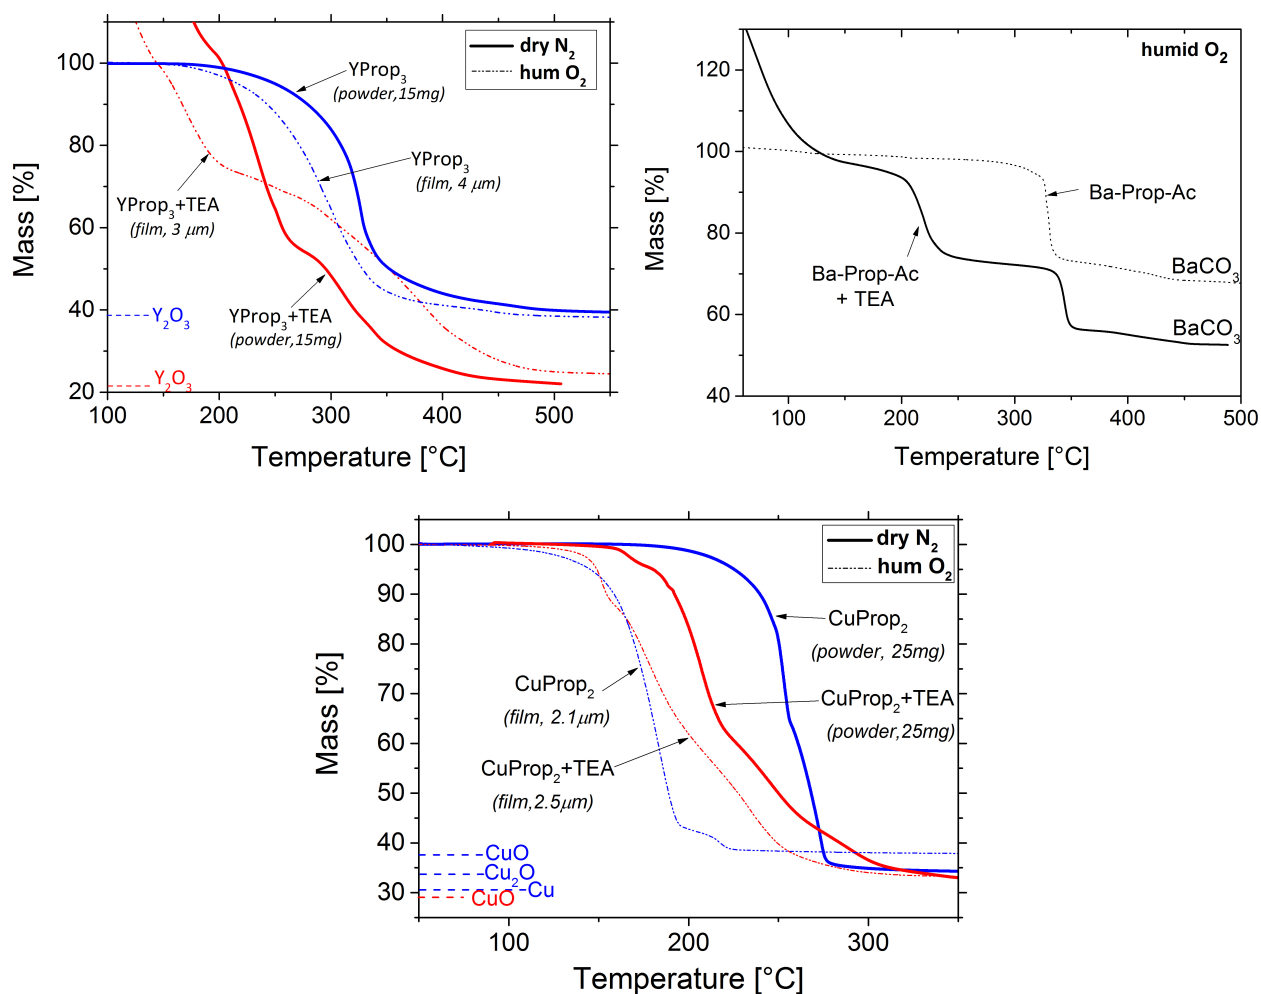 dry N2
hum O2
YProp3
(powder,15mg)
YProp3
(film, 4 μm)
YProp3+TEA
(film, 3 μm)
YProp3+TEA
(powder,15mg)
Y2O3
Y2O3
100
80
60
40
20
Mass [%]
100
200
300
400
500
Temperature [°C]
humid O2
120
100
80
60
40
Mass [%]
Ba-Prop-Ac
BaCO3
Ba-Prop-Ac
+ TEA
BaCO3
100
200
300
400
500
Temperature [°C]
dry N2
hum O2
100
90
80
70
60
50
40
30
Mass [%]
CuProp2
(powder, 25mg)
CuProp2
(film, 2.1μm)
CuProp2+TEA
(powder,25mg)
CuProp2+TEA
(film,2.5μm)
CuO
Cu2O
Cu
CuO
100
200
300
Temperature [°C]